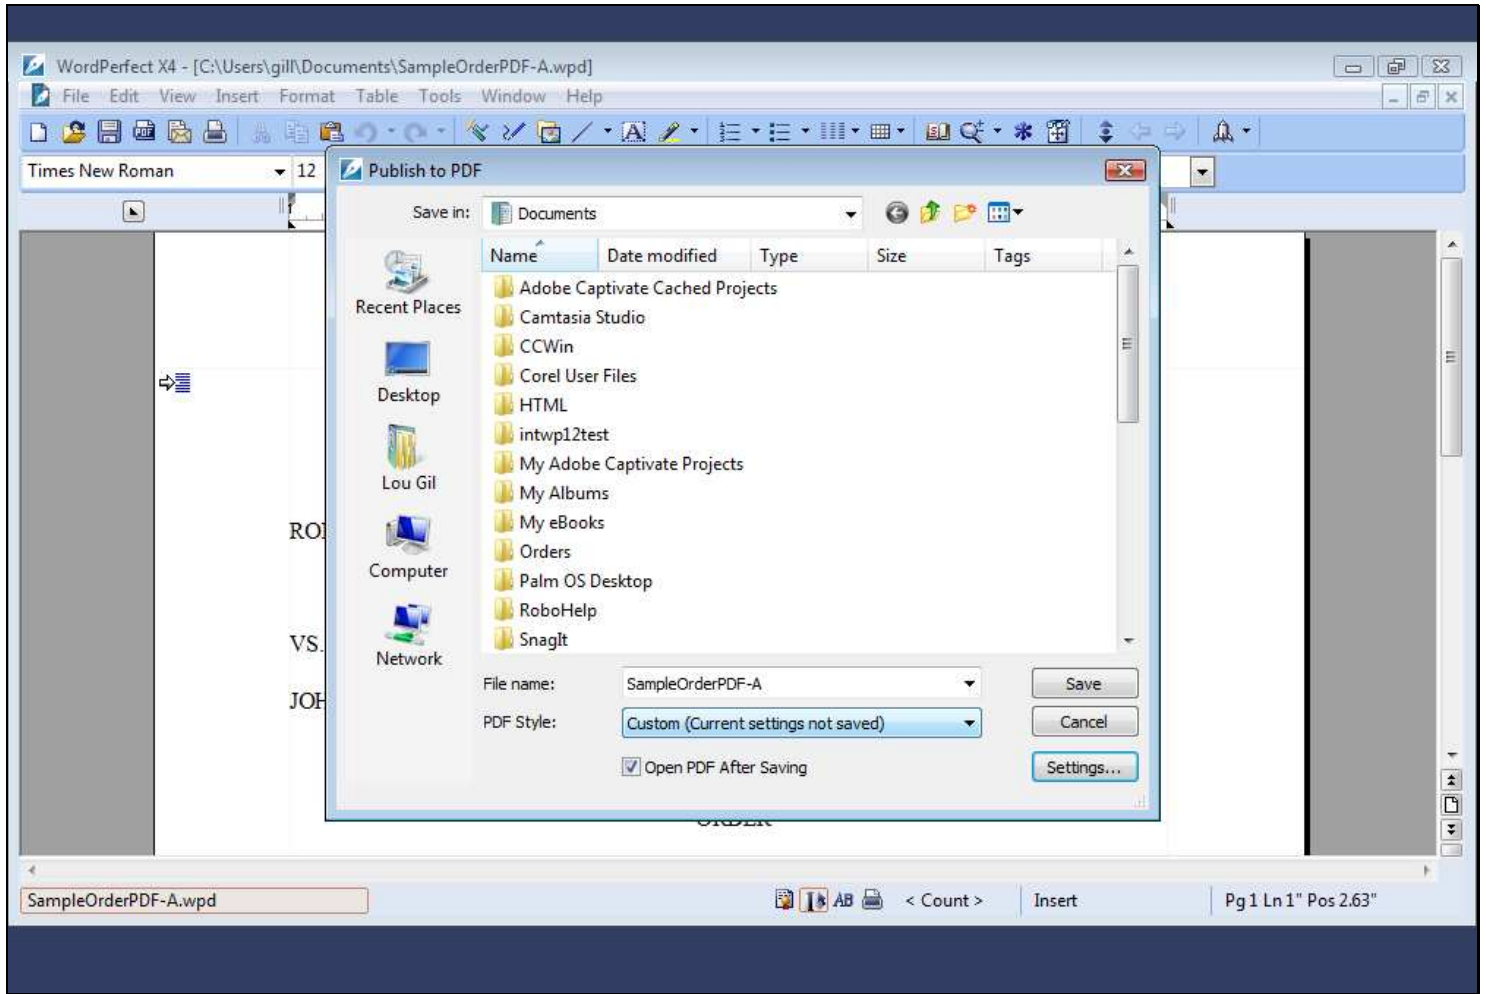 WordPerfect X4 - [C:\Users\gill\Documents\SampleOrderPDF-A.wpd]
File Edit View Insert Format Table Tools Window Help
Times New Roman 12
Publish to PDF
Save in: Documents
Name Date modified Type Size Tags
Adobe Captivate Cached Projects
Camtasia Studio
CCWin
Corel User Files
HTML
intwp12test
My Adobe Captivate Projects
My Albums
My eBooks
Orders
Palm OS Desktop
RoboHelp
SnagIt
Recent Places
Desktop
Lou Gil
Computer
Network
File name: SampleOrderPDF-A Save
PDF Style: Custom (Current settings not saved) Cancel
Open PDF After Saving Settings...
VS.
JOH
ORDER
SampleOrderPDF-A.wpd AB < Count > Insert Pg 1 Ln 1" Pos 2.63"